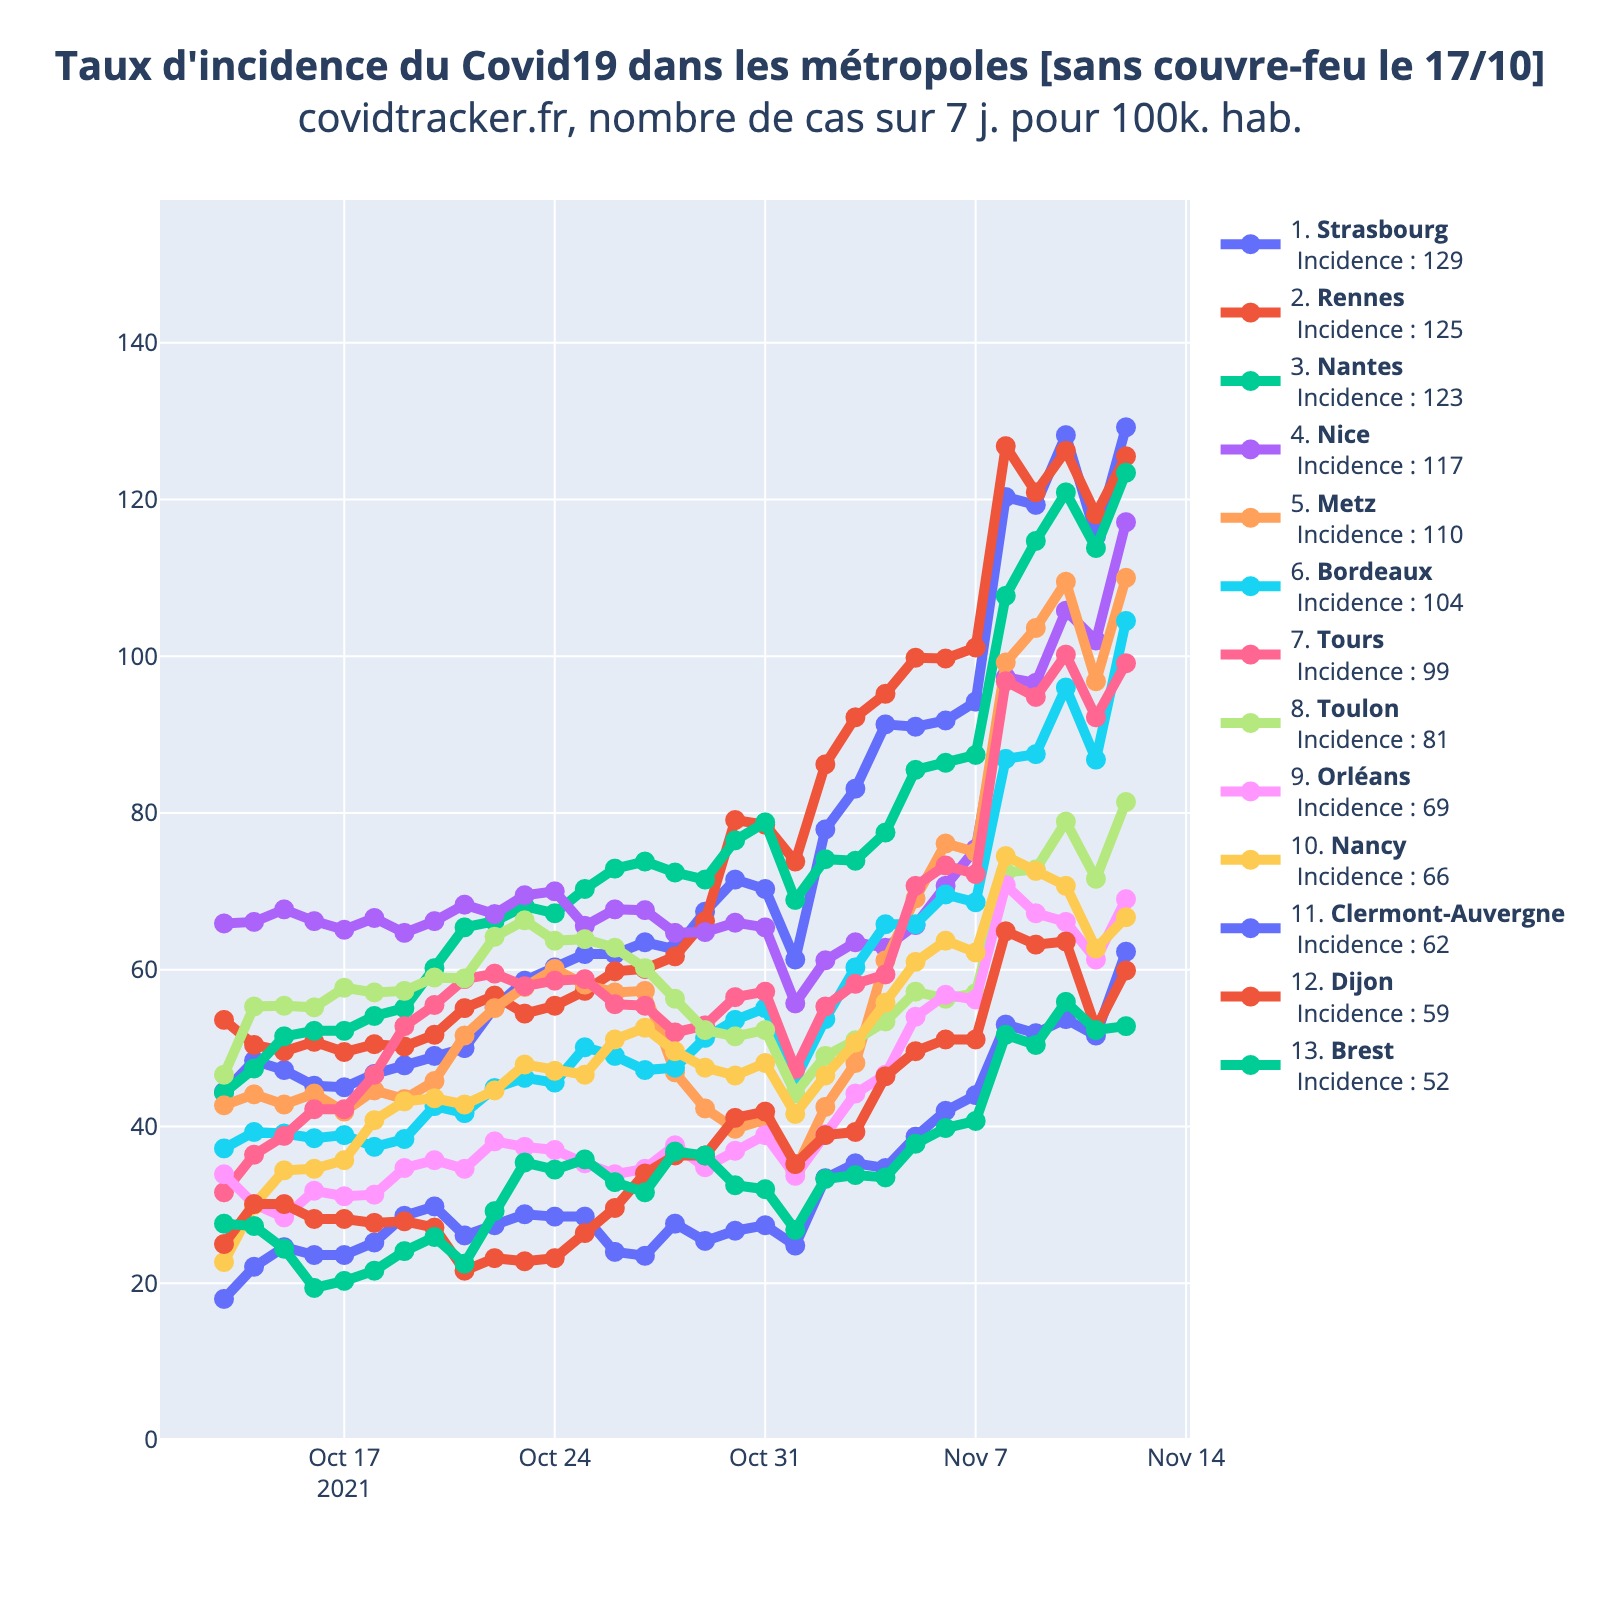 Taux d'incidence du Covid19 dans les métropoles [sans couvre-feu le 17/10]
covidtracker.fr, nombre de cas sur 7 j. pour 100k. hab.
1. Strasbourg
Incidence : 129
2. Rennes
Incidence : 125
3. Nantes
Incidence : 123
4. Nice
Incidence : 117
5. Metz
Incidence : 110
6. Bordeaux
Incidence : 104
7. Tours
Incidence : 99
8. Toulon
Incidence : 81
9. Orléans
Incidence : 69
10. Nancy
Incidence : 66
11. Clermont-Auvergne
Incidence : 62
12. Dijon
Incidence : 59
13. Brest
Incidence : 52
140
120
100
80
60
40
20
0
Oct 17
2021
Oct 24
Oct 31
Nov 7
Nov 14